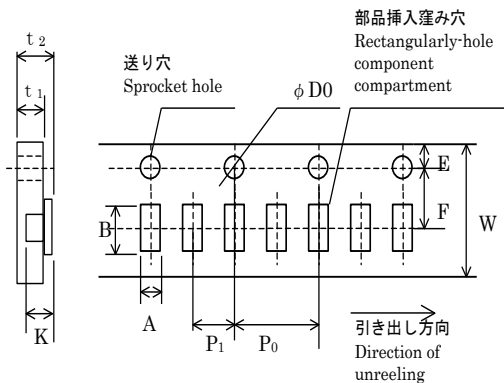 t 2
t 1
送り穴
Sprocket hole
部品挿入窪み穴
Rectangularly-hole
component
compartment
φ D0
E
F
W
B
K
A
P1
P0
引き出し方向
Direction of
unreeling